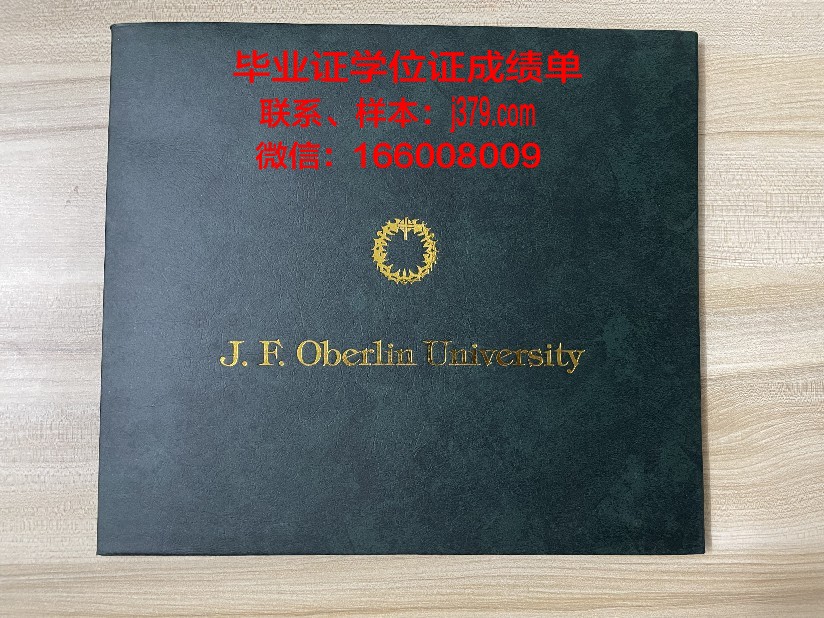 毕业证学位证成绩单
联系、样本：j379.com
微信：166008009
J. F. Oberlin University